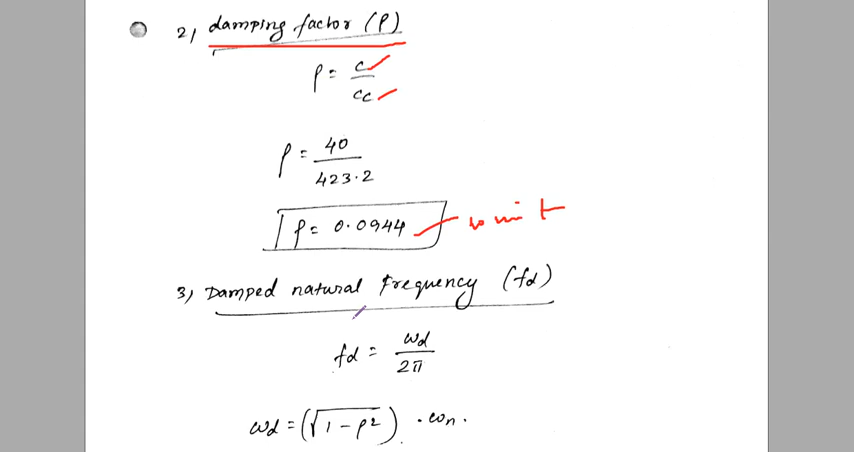 2) damping factor (ρ)
ρ = c/cc
ρ = 40/423.2
ρ = 0.0944 unit
3) Damped natural frequency (fd)
fd = ωd/2π
ωd = (√1-ρ²) . ωn.